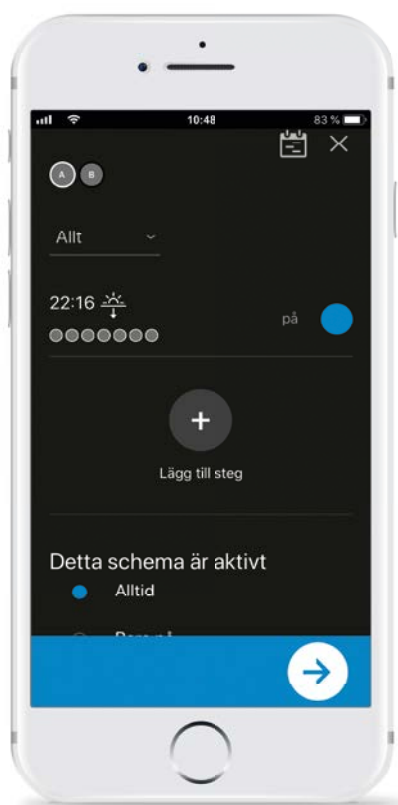 10:48
83 %
A B
Allt
22:16
på
Lägg till steg
Detta schema är aktivt
Alltid